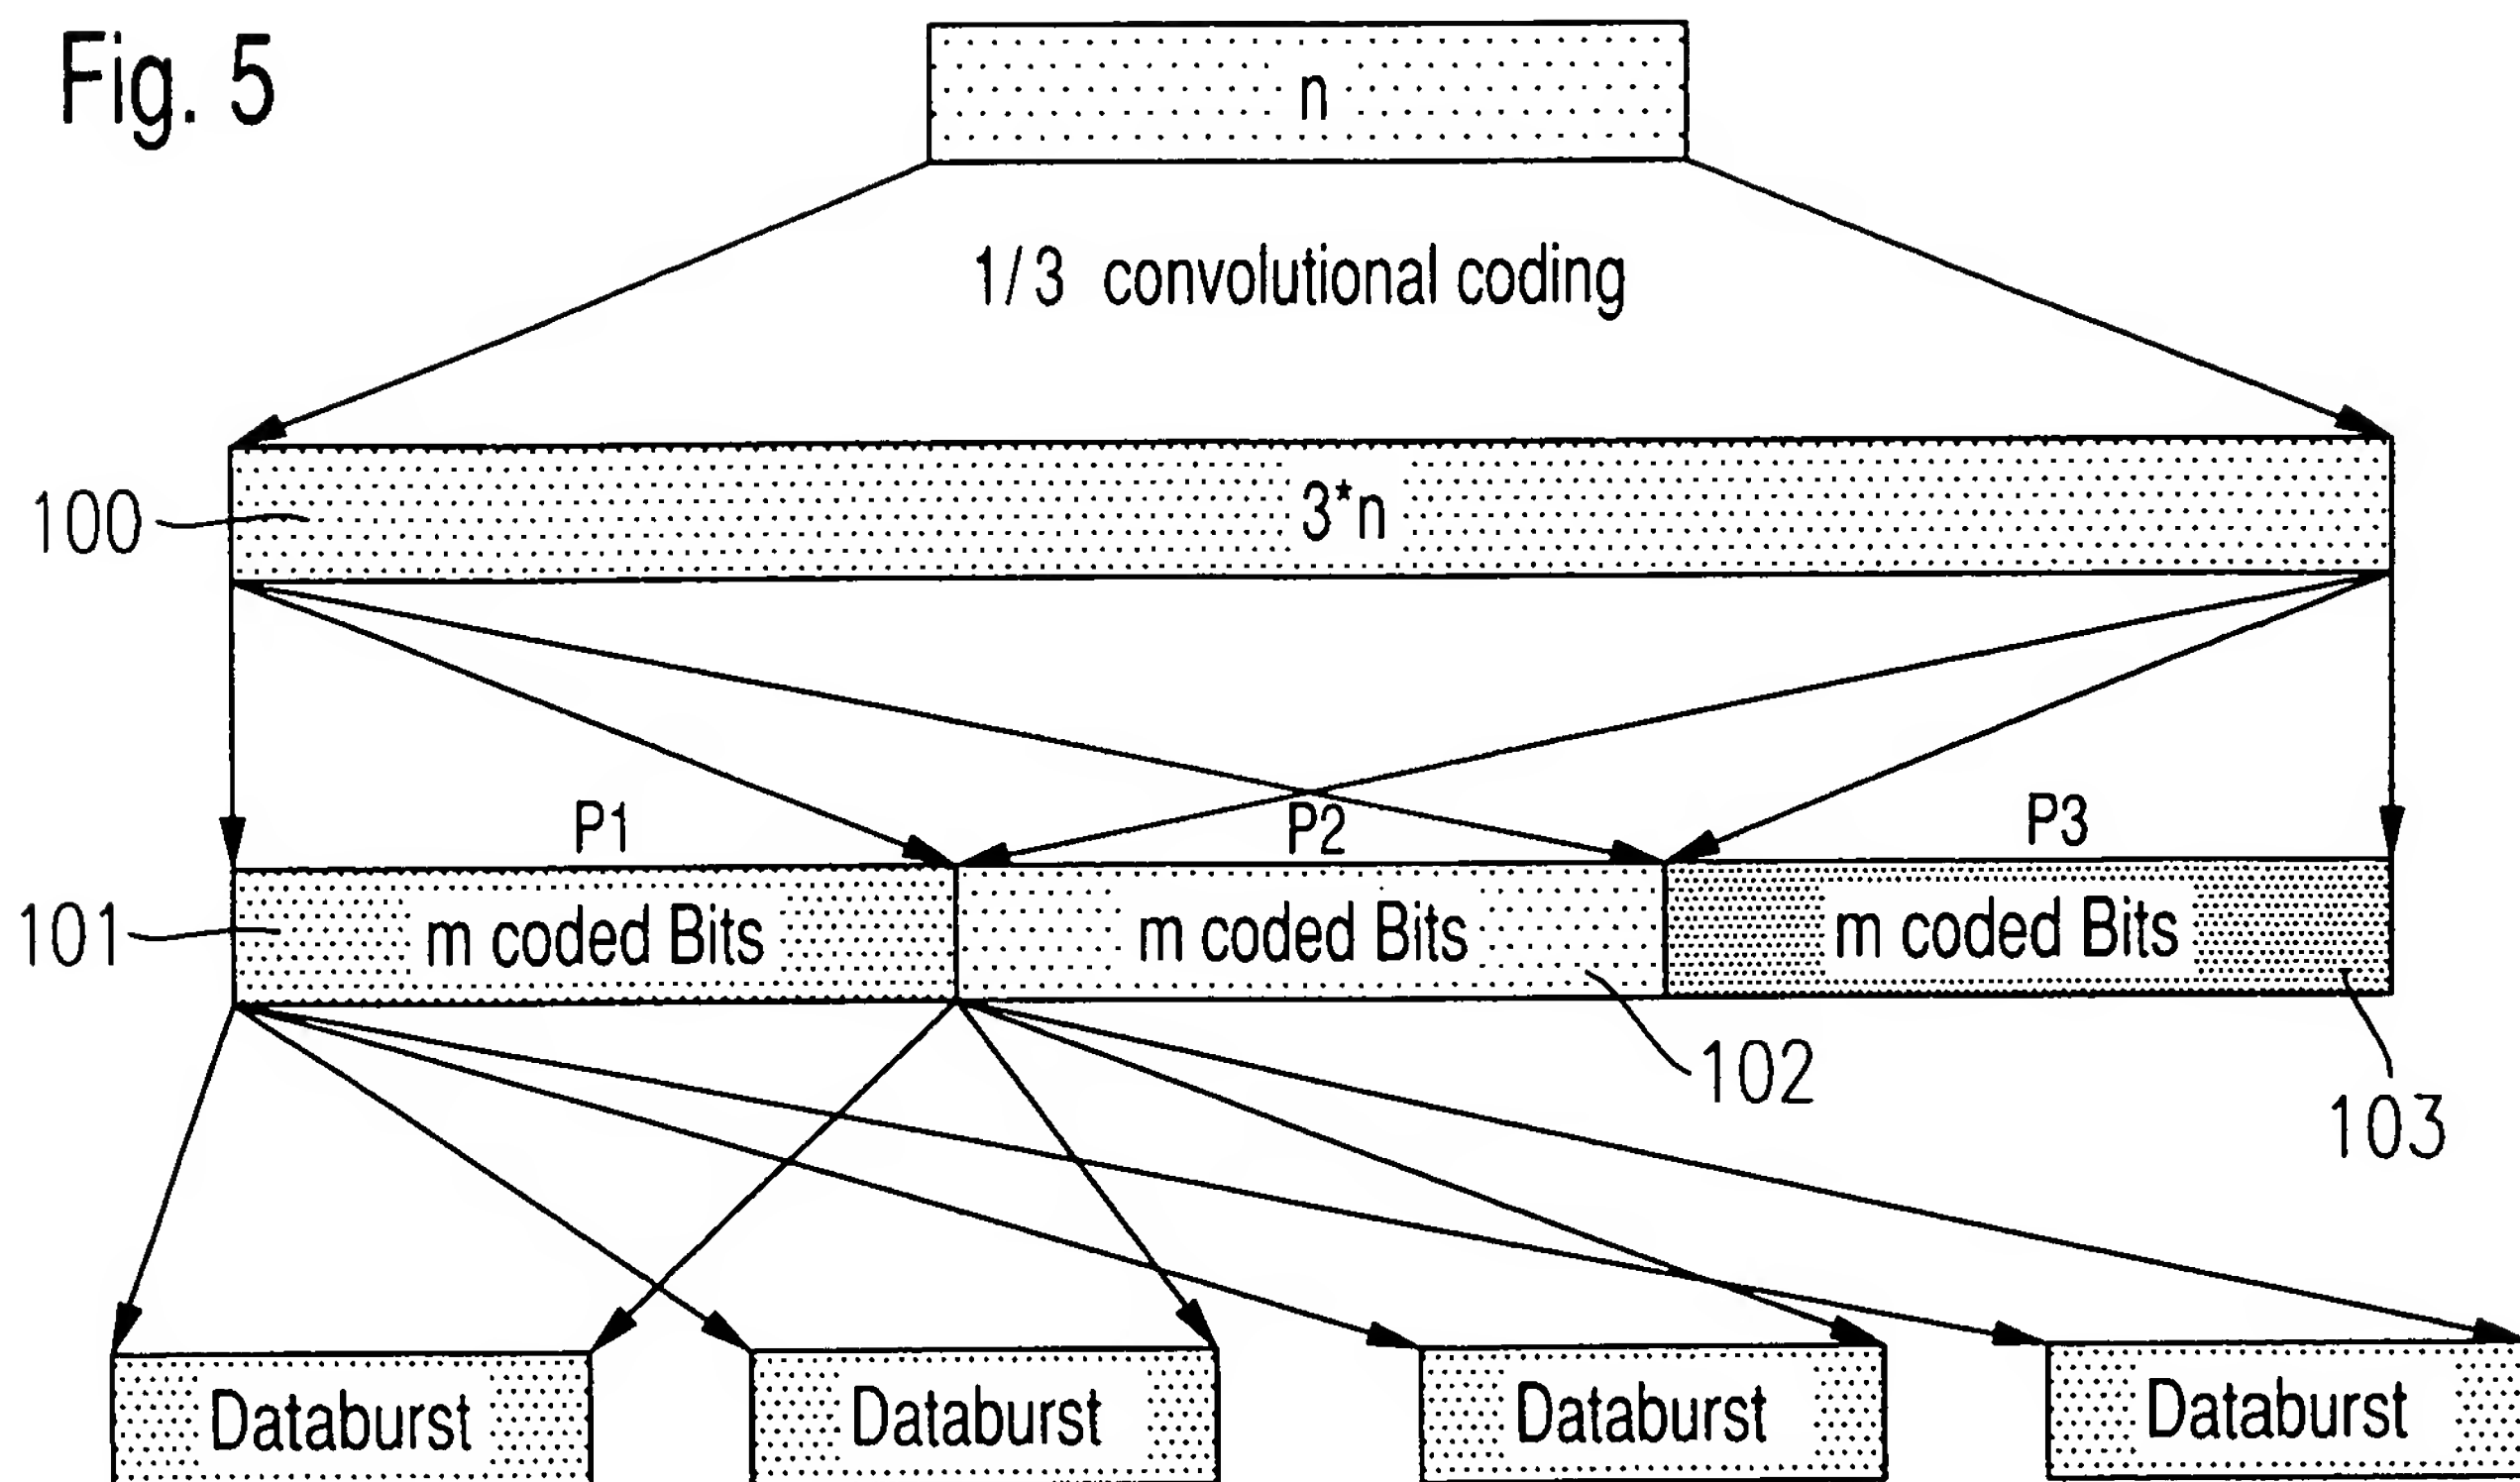 Fig. 5
n
1/3 convolutional coding
100
3*n
P1
P2
P3
101
m coded Bits
m coded Bits
m coded Bits
102
103
Databurst
Databurst
Databurst
Databurst